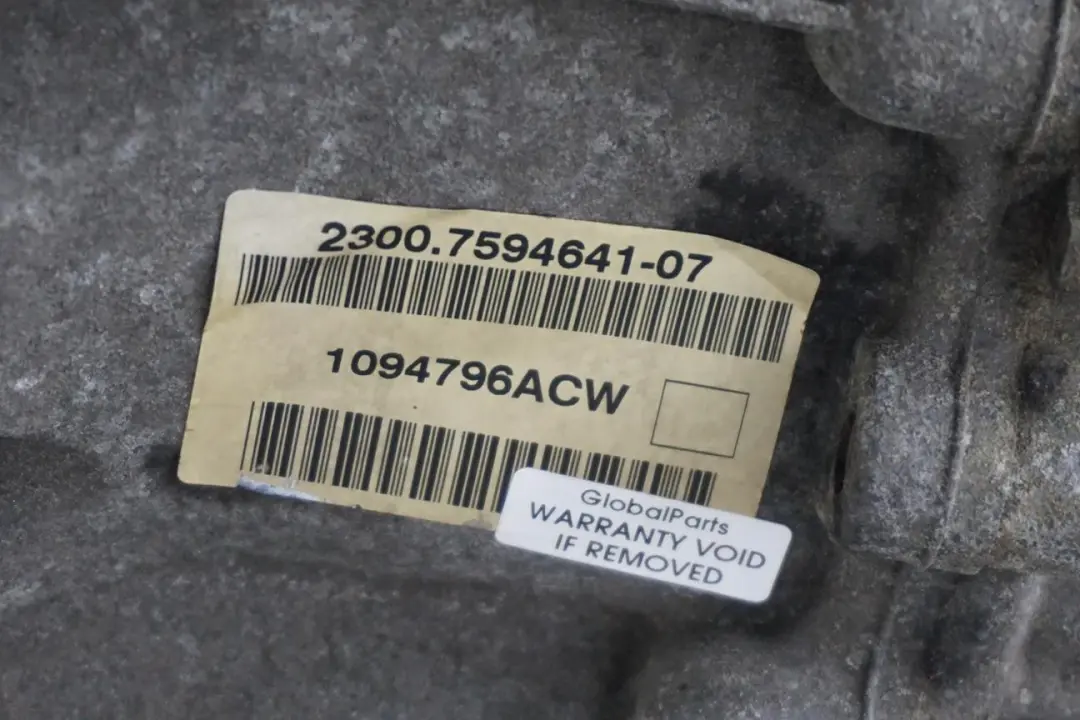 2300.7594641-07
1094796ACW
GlobalParts
WARRANTY VOID
IF REMOVED